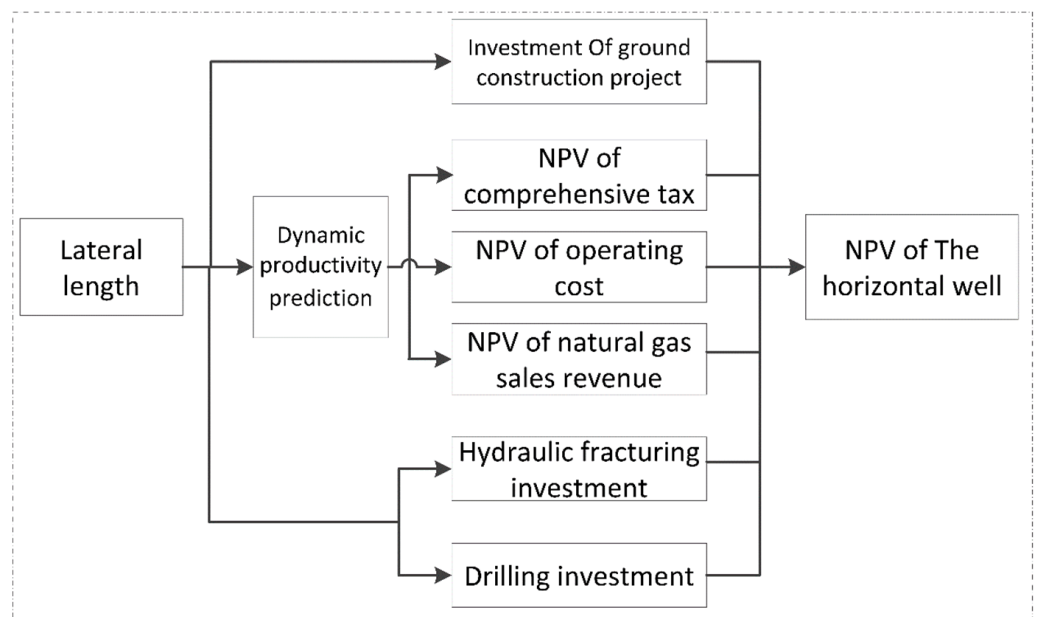 Lateral
length
Dynamic
productivity
prediction
Investment Of ground
construction project
NPV of
comprehensive tax
NPV of operating
cost
NPV of natural gas
sales revenue
Hydraulic fracturing
investment
Drilling investment
NPV of The
horizontal well